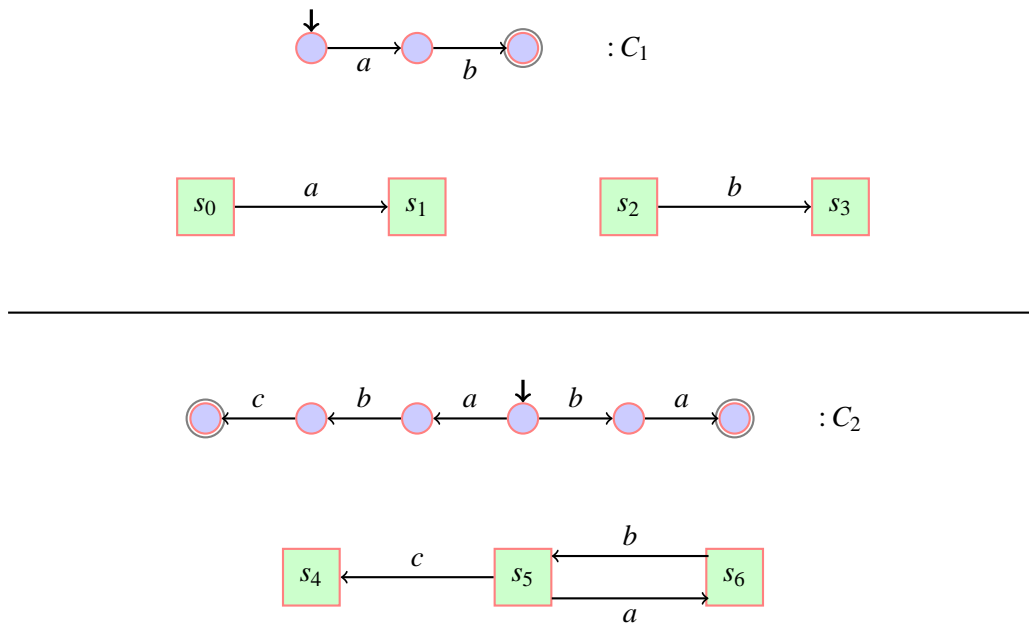 a b : C₁
a b
s₀ s₁ s₂ s₃
c b a b a : C₂
b
c
s₄ s₅ s₆
a